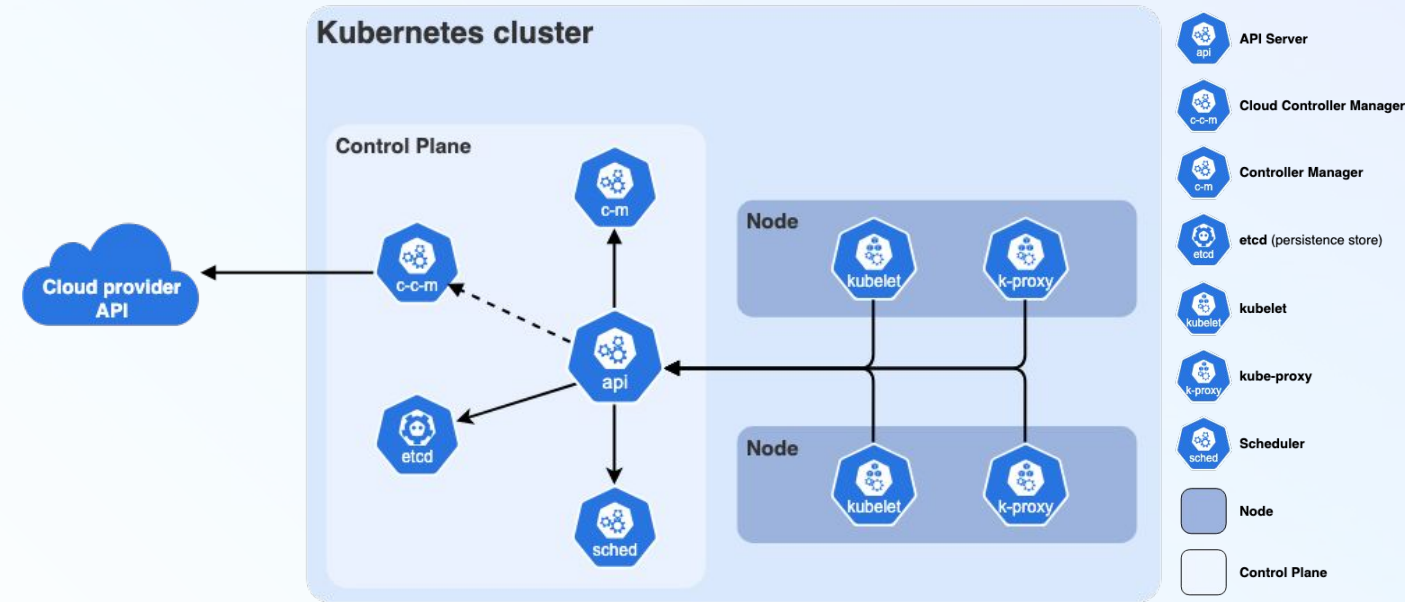 Kubernetes cluster
Control Plane
c-m
c-c-m
Cloud provider
API
api
etcd
sched
Node
kubelet
k-proxy
Node
kubelet
k-proxy
api
API Server
c-c-m
Cloud Controller Manager
c-m
Controller Manager
etcd
etcd (persistence store)
kubelet
kubelet
k-proxy
kube-proxy
sched
Scheduler
Node
Control Plane